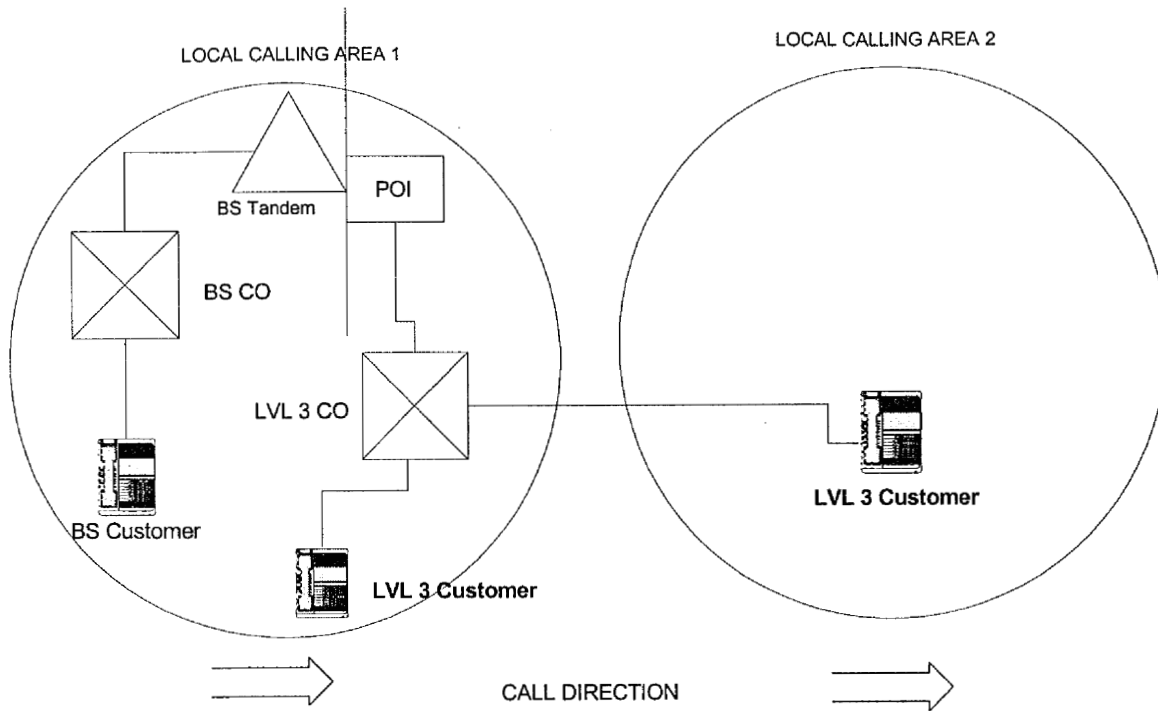 LOCAL CALLING AREA 1
LOCAL CALLING AREA 2
POI
BS Tandem
BS CO
LVL 3 CO
BS Customer
LVL 3 Customer
LVL 3 Customer
CALL DIRECTION